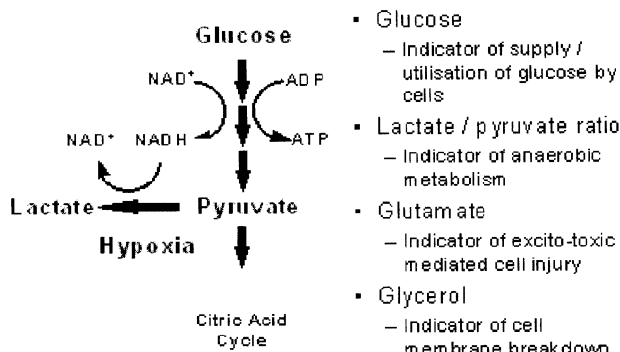 Glucose
NAD+
ADP
NAD+
NADH
ATP
Lactate
Pyruvate
Hypoxia
Citric Acid
Cycle
▪ Glucose
– Indicator of supply /
utilisation of glucose by
cells
▪ Lactate / pyruvate ratio
– Indicator of anaerobic
metabolism
▪ Glutamate
– Indicator of excito-toxic
mediated cell injury
▪ Glycerol
– Indicator of cell
membrane breakdown